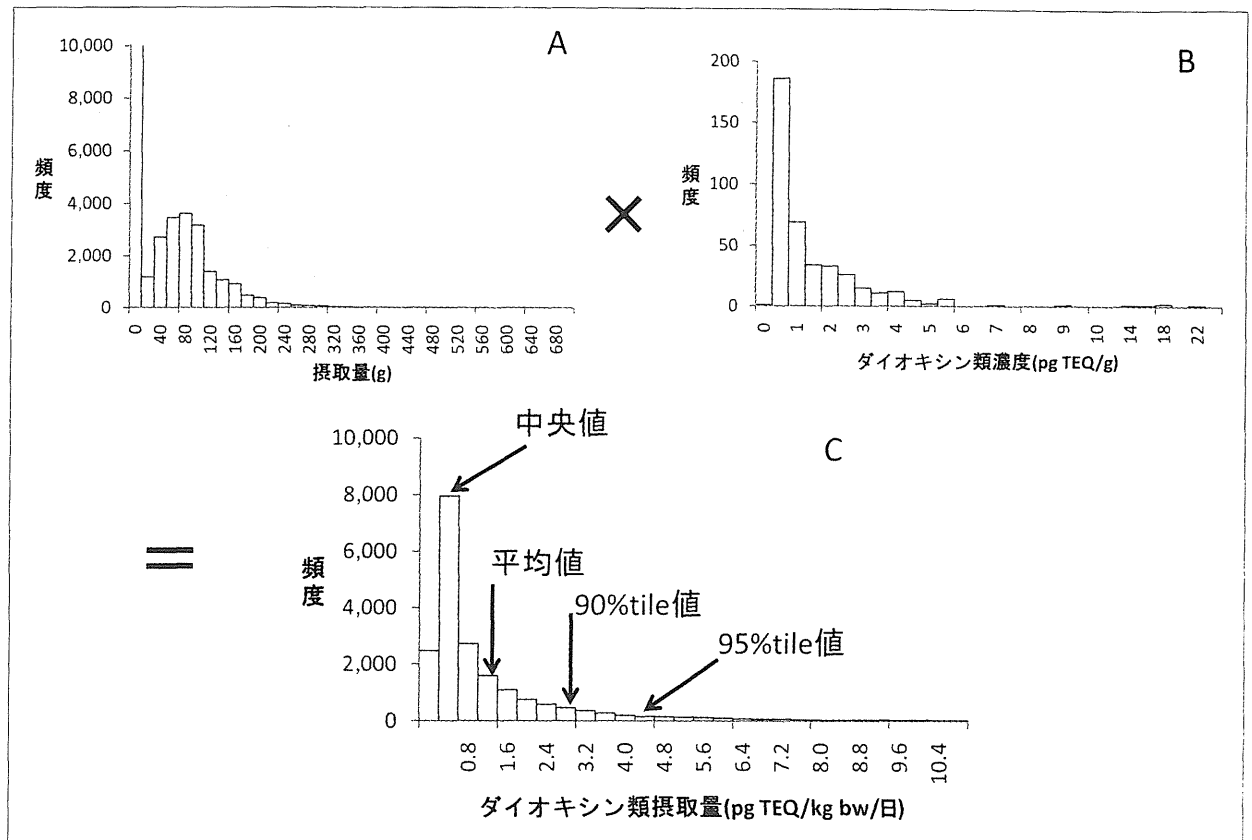 A
10,000
8,000
6,000
4,000
2,000
0
頻度
0 40 80 120 160 200 240 280 320 360 400 440 480 520 560 600 640 680
摂取量(g)
×
B
200
150
100
50
0
頻度
0 1 2 3 4 5 6 7 8 9 10 14 18 22
ダイオキシン類濃度(pg TEQ/g)
=
C
中央値
平均値
90%tile値
95%tile値
10,000
8,000
6,000
4,000
2,000
0
頻度
0.8 1.6 2.4 3.2 4.0 4.8 5.6 6.4 7.2 8.0 8.8 9.6 10.4
ダイオキシン類摂取量(pg TEQ/kg bw/日)